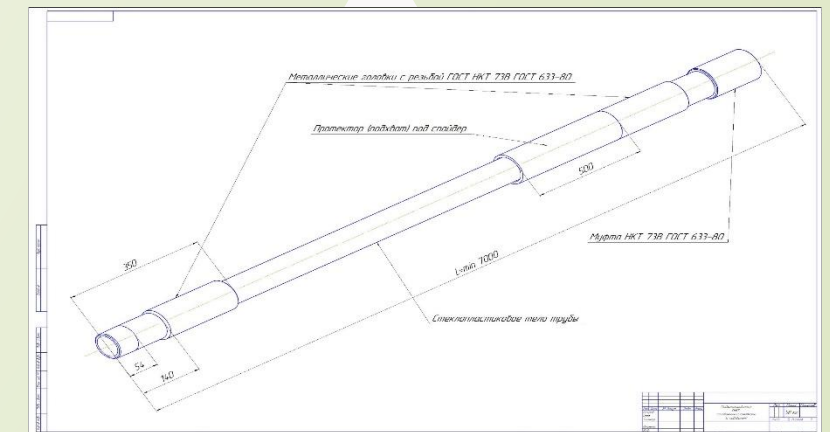 Металлические головки с резьбой ГОСТ НКТ 73В ГОСТ 633-80
Протектор (подхват) под спайдер
500
Муфта НКТ 73В ГОСТ 633-80
350
L=min 7000
Стеклопластиковое тело трубы
54
140